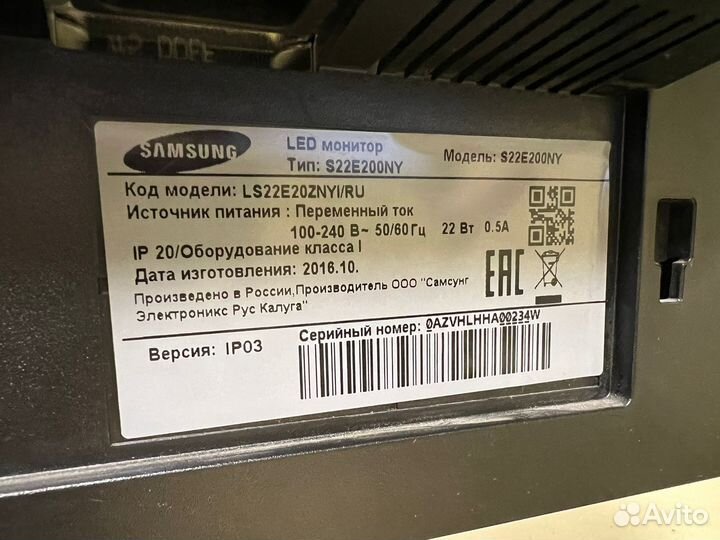 SAMSUNG
LED монитор
Тип: S22E200NY
Модель: S22E200NY
Код модели: LS22E20ZNYI/RU
Источник питания : Переменный ток
100-240 В~ 50/60 Гц 22 Вт 0.5A
IP 20/Оборудование класса I
Дата изготовления: 2016.10.
Произведено в России,Производитель ООО "Самсунг
Электроникс Рус Калуга"
EAC
Версия: IP03
Серийный номер: 0AZVHLHHA00234W
Avito